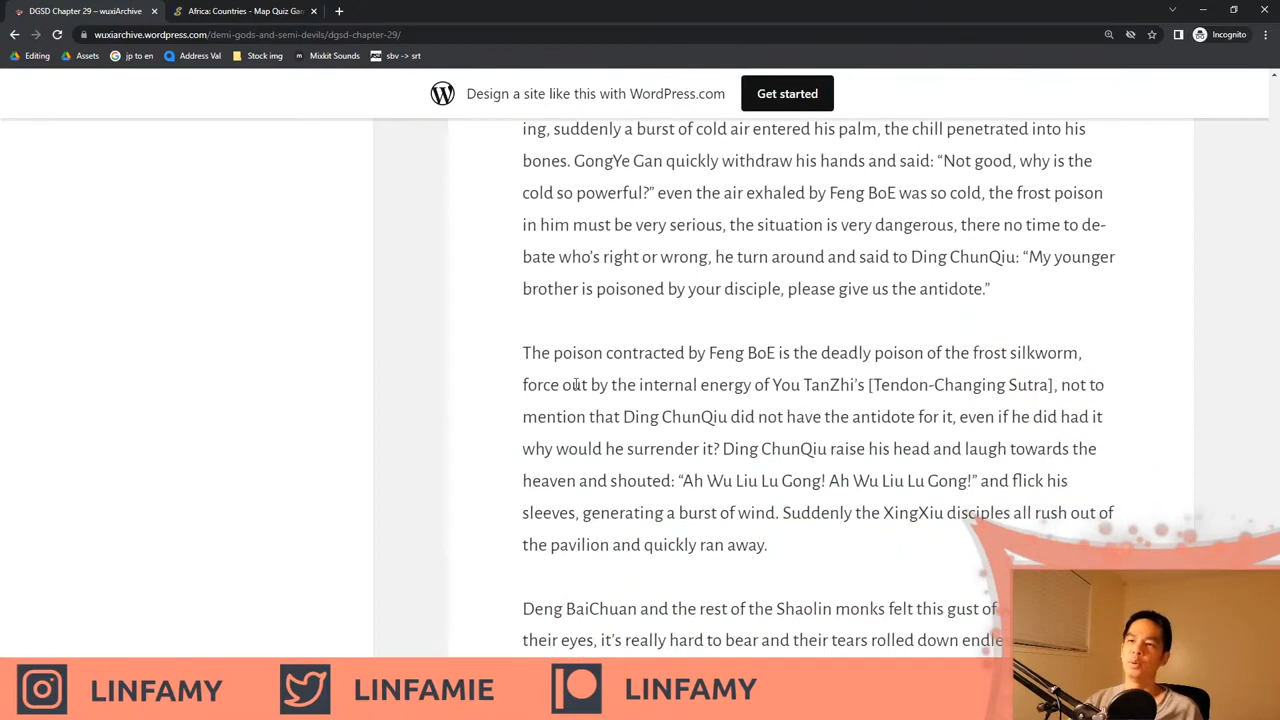 DGSD Chapter 29 – wuxiArchive
Africa: Countries - Map Quiz Gam
wuxiArchive.wordpress.com/demi-gods-and-semi-devils/dgsd-chapter-29/
Incognito
Editing
Assets
jp to en
Address Val
Stock img
Mixkit Sounds
sbv -> srt
Design a site like this with WordPress.com
Get started
ing, suddenly a burst of cold air entered his palm, the chill penetrated into his
bones. GongYe Gan quickly withdraw his hands and said: “Not good, why is the
cold so powerful?” even the air exhaled by Feng BoE was so cold, the frost poison
in him must be very serious, the situation is very dangerous, there no time to de-
bate who’s right or wrong, he turn around and said to Ding ChunQiu: “My younger
brother is poisoned by your disciple, please give us the antidote.”
The poison contracted by Feng BoE is the deadly poison of the frost silkworm,
force out by the internal energy of You TanZhi’s [Tendon-Changing Sutra], not to
mention that Ding ChunQiu did not have the antidote for it, even if he did had it
why would he surrender it? Ding ChunQiu raise his head and laugh towards the
heaven and shouted: “Ah Wu Liu Lu Gong! Ah Wu Liu Lu Gong!” and flick his
sleeves, generating a burst of wind. Suddenly the XingXiu disciples all rush out of
the pavilion and quickly ran away.
Deng BaiChuan and the rest of the Shaolin monks felt this gust of
their eyes, it’s really hard to bear and their tears rolled down
LINFAMY
LINFAMIE
LINFAMY